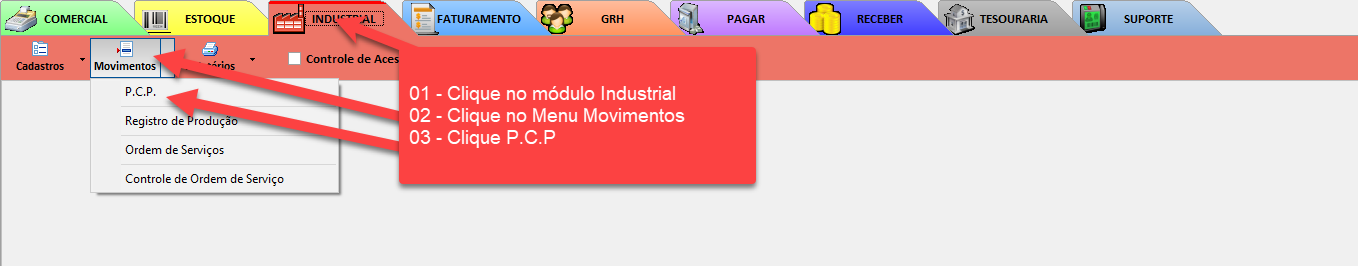 COMERCIAL ESTOQUE INDUSTRIAL FATURAMENTO GRH PAGAR RECEBER TESOURARIA SUPORTE
Cadastros Movimentos Controle de Aces
P.C.P.
Registro de Produção
Ordem de Serviços
Controle de Ordem de Serviço
01 - Clique no módulo Industrial
02 - Clique no Menu Movimentos
03 - Clique P.C.P